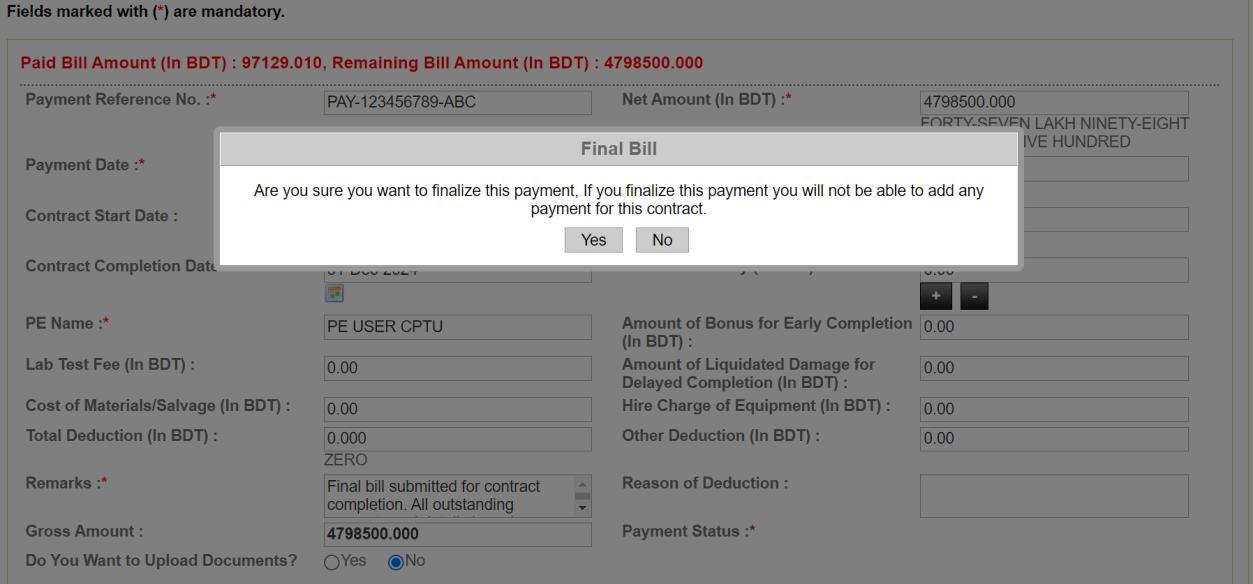 Fields marked with (*) are mandatory.
Paid Bill Amount (In BDT) : 97129.010, Remaining Bill Amount (In BDT) : 4798500.000
Payment Reference No. :* PAY-123456789-ABC Net Amount (In BDT) :* 4798500.000
FORTY-SEVEN LAKH NINETY-EIGHT
IVE HUNDRED
Final Bill
Payment Date :*
Are you sure you want to finalize this payment, If you finalize this payment you will not be able to add any
payment for this contract.
Contract Start Date :
Yes No
Contract Completion Date
+ -
PE Name :* PE USER CPTU Amount of Bonus for Early Completion 0.00
(In BDT) :
Lab Test Fee (In BDT) : 0.00 Amount of Liquidated Damage for 0.00
Delayed Completion (In BDT) :
Cost of Materials/Salvage (In BDT) : 0.00 Hire Charge of Equipment (In BDT) : 0.00
Total Deduction (In BDT) : 0.000 Other Deduction (In BDT) : 0.00
ZERO
Remarks :* Final bill submitted for contract Reason of Deduction :
completion. All outstanding
Gross Amount : 4798500.000 Payment Status :*
Do You Want to Upload Documents? Yes No